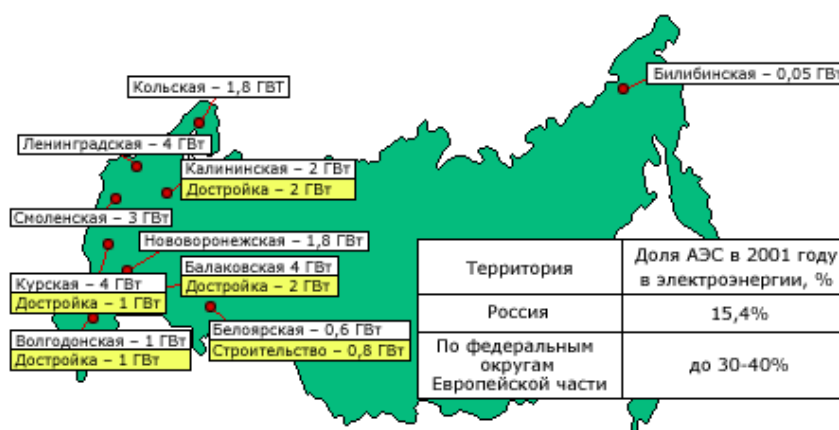 Кольская – 1,8 ГВТ
Билибинская – 0,05 ГВт
Ленинградская – 4 ГВт
Калининская – 2 ГВт
Достройка – 2 ГВт
Смоленская – 3 ГВт
Нововоронежская – 1,8 ГВт
Балаковская 4 ГВт
Достройка – 2 ГВт
Курская – 4 ГВт
Достройка – 1 ГВт
Белоярская – 0,6 ГВт
Строительство – 0,8 ГВт
Волгодонская – 1 ГВт
Достройка – 1 ГВт
Территория
Доля АЭС в 2001 году
в электроэнергии, %
Россия
15,4%
По федеральным
округам
Европейской части
до 30-40%